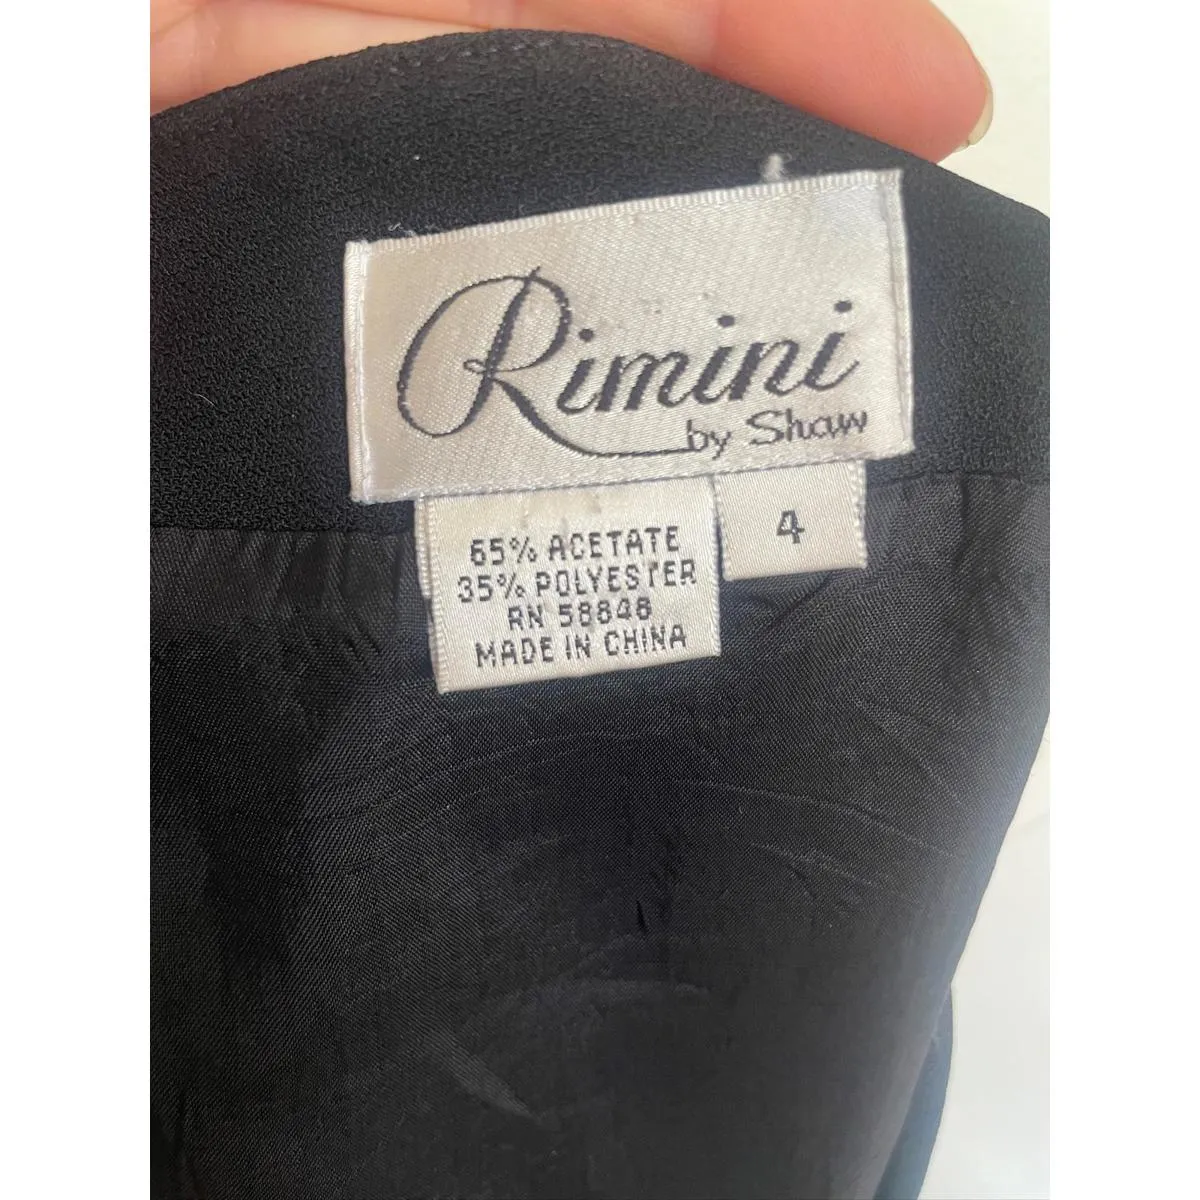 Rimini
by Shaw
4
65% ACETATE
35% POLYESTER
RN 58848
MADE IN CHINA